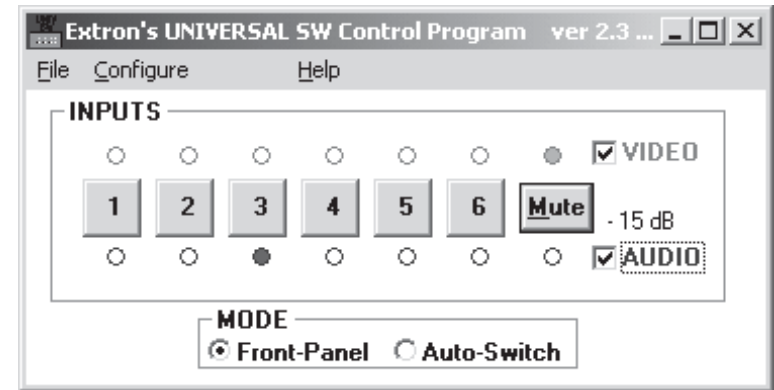 Extron's UNIVERSAL SW Control Program ver 2.3 ...
File Configure Help
INPUTS
VIDEO
1 2 3 4 5 6 Mute - 15 dB
AUDIO
MODE
Front-Panel Auto-Switch